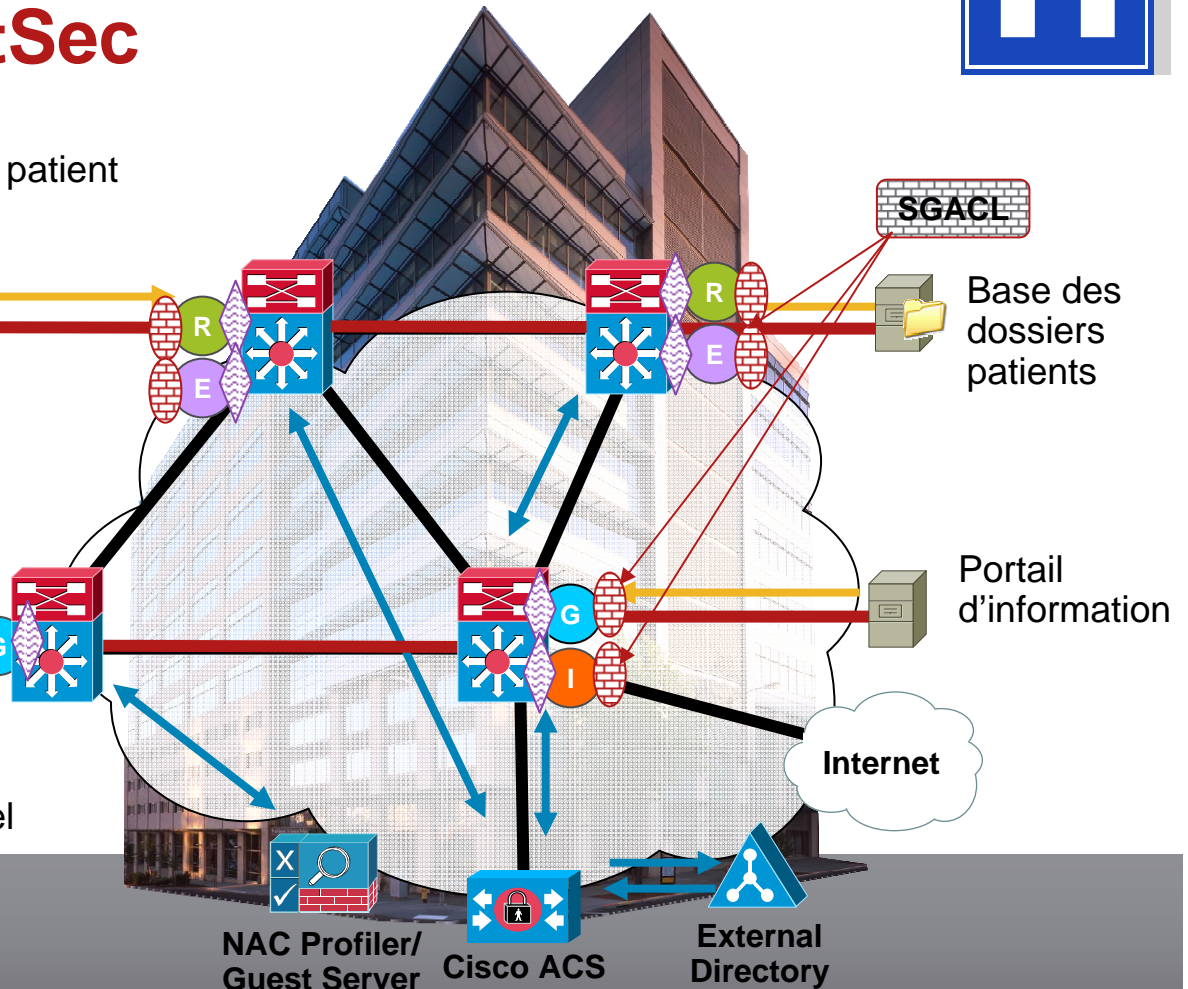 tSec
patient
SGACL
R
R
Base des
dossiers
patients
E
E
Portail
d'information
G
G
I
Internet
el
X
NAC Profiler/
Guest Server
Cisco ACS
External
Directory